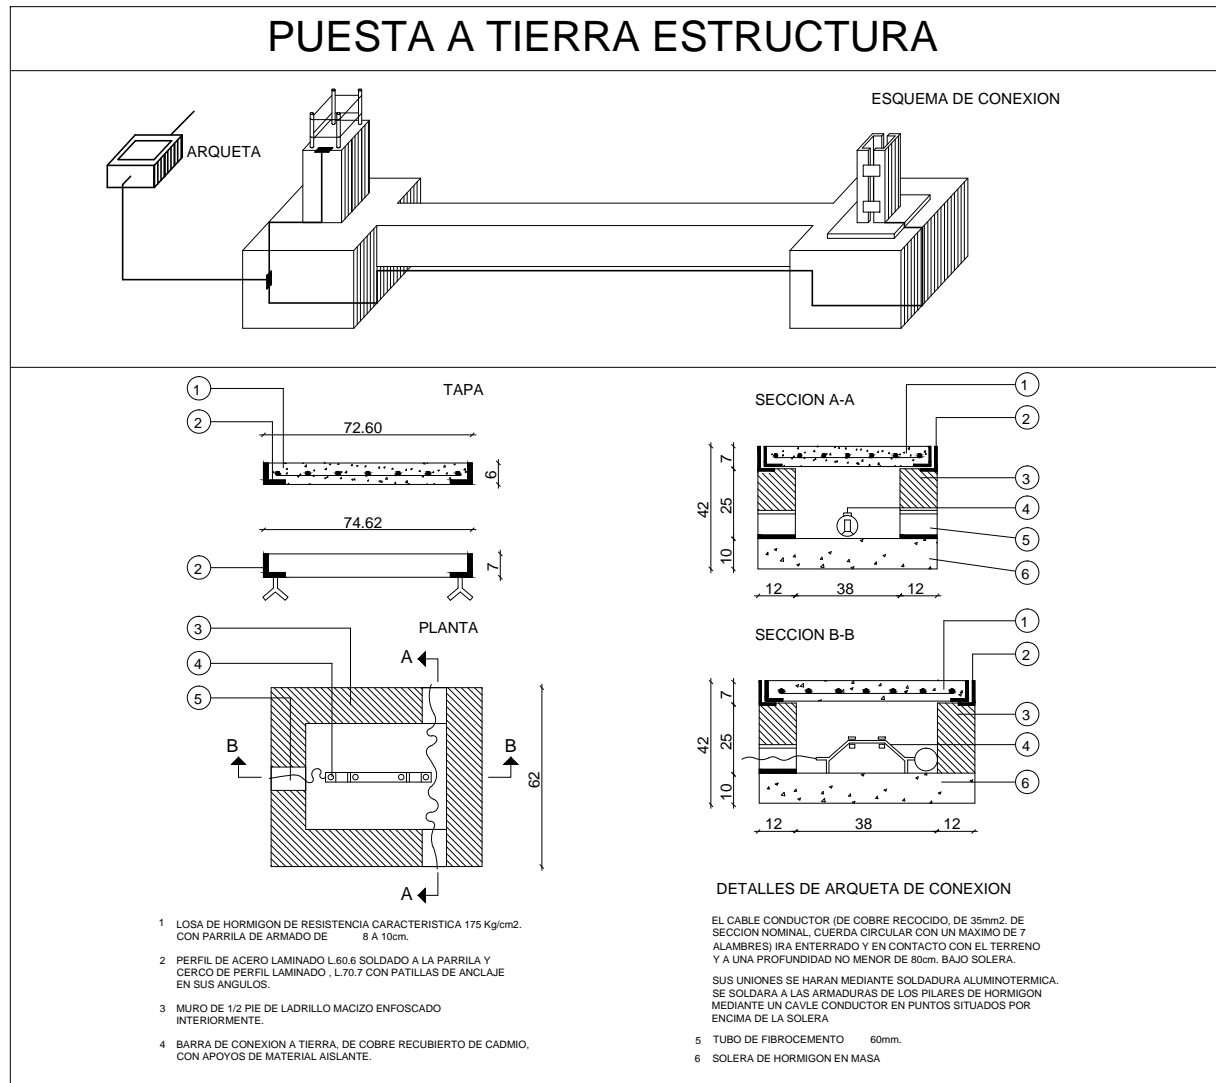 PUESTA A TIERRA ESTRUCTURA
ESQUEMA DE CONEXION
ARQUETA
1
TAPA
2
72.60
6
74.62
2
7
SECCION A-A
1
2
7
3
42
25
4
5
10
6
12
38
12
3
PLANTA
4
A
5
B
B
62
A
SECCION B-B
1
2
7
3
42
25
4
10
6
12
38
12
1 LOSA DE HORMIGON DE RESISTENCIA CARACTERISTICA 175 Kg/cm2.
CON PARRILA DE ARMADO DE 8 A 10cm.
2 PERFIL DE ACERO LAMINADO L.60.6 SOLDADO A LA PARRILA Y
CERCO DE PERFIL LAMINADO , L.70.7 CON PATILLAS DE ANCLAJE
EN SUS ANGULOS.
3 MURO DE 1/2 PIE DE LADRILLO MACIZO ENFOSCADO
INTERIORMENTE.
4 BARRA DE CONEXION A TIERRA, DE COBRE RECUBIERTO DE CADMIO,
CON APOYOS DE MATERIAL AISLANTE.
DETALLES DE ARQUETA DE CONEXION
EL CABLE CONDUCTOR (DE COBRE RECOCIDO, DE 35mm2. DE
SECCION NOMINAL, CUERDA CIRCULAR CON UN MAXIMO DE 7
ALAMBRES) IRA ENTERRADO Y EN CONTACTO CON EL TERRENO
Y A UNA PROFUNDIDAD NO MENOR DE 80cm. BAJO SOLERA.
SUS UNIONES SE HARAN MEDIANTE SOLDADURA ALUMINOTERMICA.
SE SOLDARA A LAS ARMADURAS DE LOS PILARES DE HORMIGON
MEDIANTE UN CAVLE CONDUCTOR EN PUNTOS SITUADOS POR
ENCIMA DE LA SOLERA
5 TUBO DE FIBROCEMENTO 60mm.
6 SOLERA DE HORMIGON EN MASA